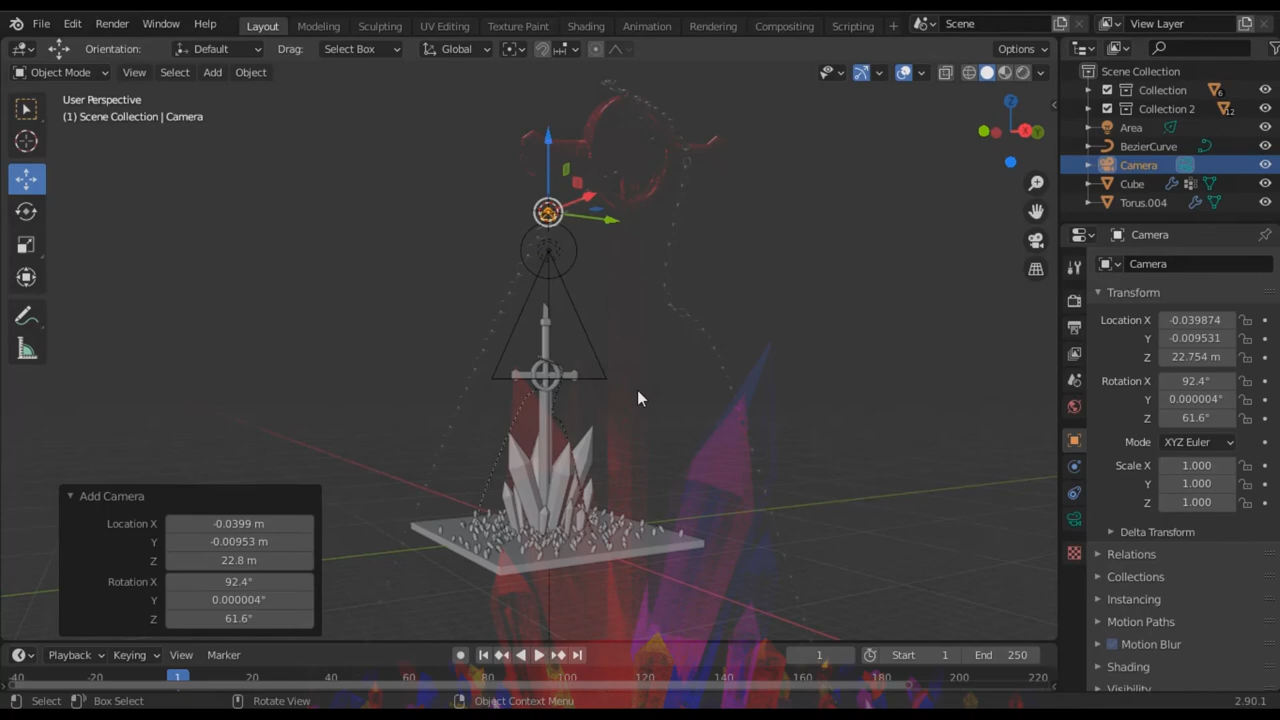 File Edit Render Window Help Layout Modeling Sculpting UV Editing Texture Paint Shading Animation Rendering Compositing Scripting + Scene View Layer
Orientation: Default Drag: Select Box Global Options
Object Mode View Select Add Object
User Perspective
(1) Scene Collection | Camera
Z
X
Y
Scene Collection
Collection 6
Collection 2 12
Area
BezierCurve
Camera
Cube
Torus.004
Camera
Camera
Transform
Location X -0.039874
Y -0.009531
Z 22.754 m
Rotation X 92.4°
Y 0.000004°
Z 61.6°
Mode XYZ Euler
Scale X 1.000
Y 1.000
Z 1.000
Delta Transform
Relations
Collections
Instancing
Motion Paths
Motion Blur
Shading
Visibility
Add Camera
Location X -0.0399 m
Y -0.00953 m
Z 22.8 m
Rotation X 92.4°
Y 0.000004°
Z 61.6°
Playback Keying View Marker 1 Start 1 End 250
-40 -20 1 20 40 60 80 100 120 140 160 180 200 220
Select Box Select Rotate View Object Context Menu 2.90.1